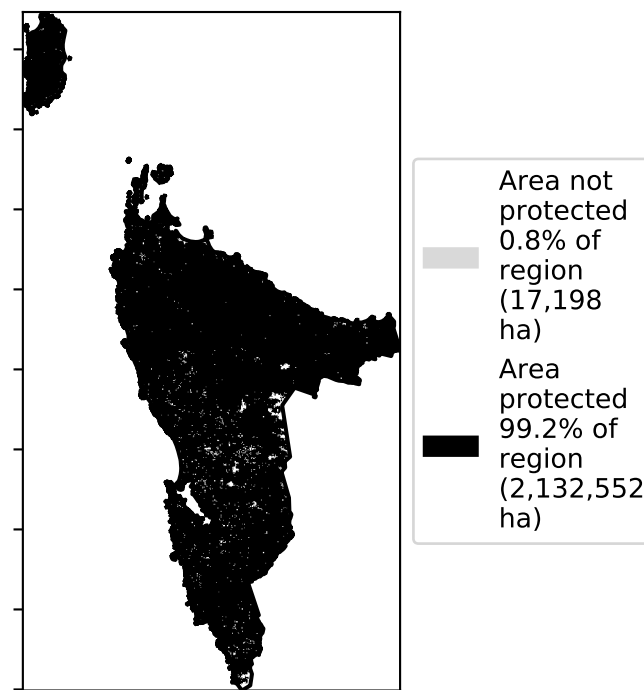 Area not
protected
0.8% of
region
(17,198
ha)
Area
protected
99.2% of
region
(2,132,552
ha)